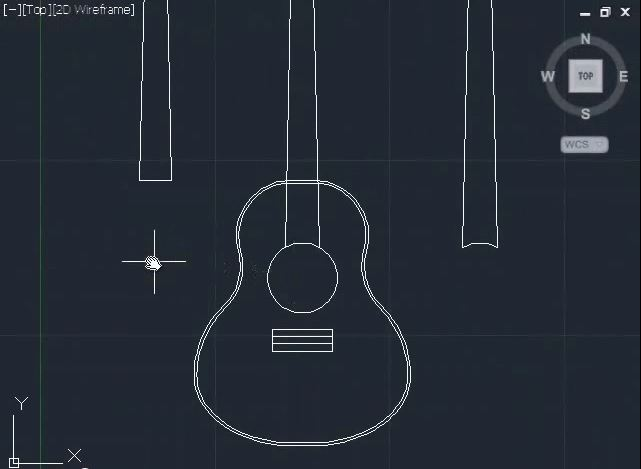 [−][Top][2D Wireframe]
N
W TOP E
S
WCS
Y
X